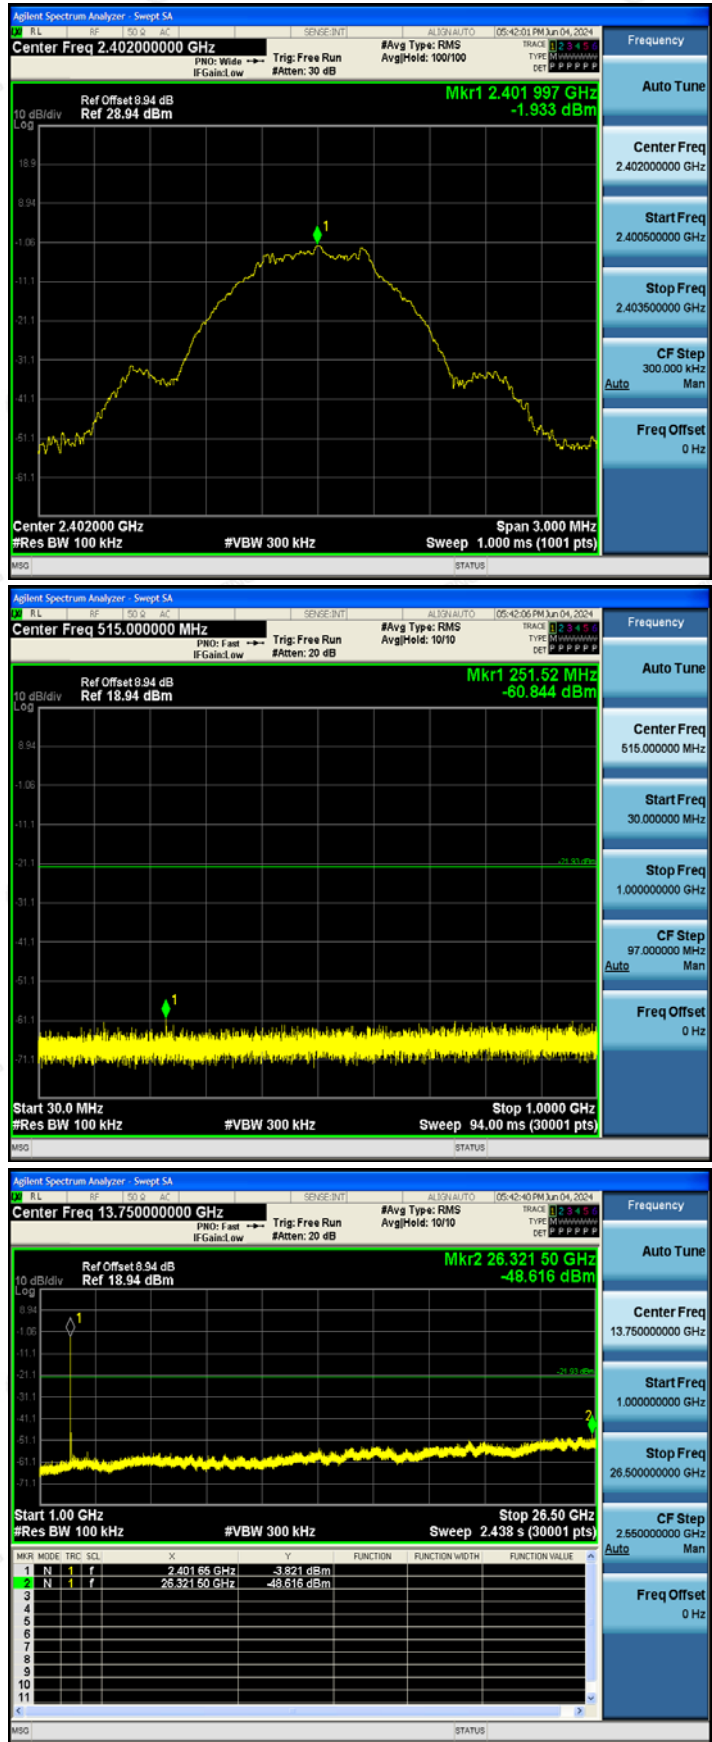 Agilent Spectrum Analyzer - Swept SA
RL RF 50 Ω AC SENSE:INT ALIGNAUTO 05:42:01 PM Jun 04, 2024
Center Freq 2.402000000 GHz
PNO: Wide Trig: Free Run #Avg Type: RMS TRACE 1 2 3 4 5 6
IFGain:Low #Atten: 30 dB Avg|Hold: 100/100 TYPE
DET P P P P P P
Frequency
Mkr1 2.401 997 GHz
-1.933 dBm
Ref Offset 8.94 dB
10 dB/div Ref 28.94 dBm
Log
18.9
8.94
-1.06
-11.1
-21.1
-31.1
-41.1
-51.1
-61.1
1
Center 2.402000 GHz Span 3.000 MHz
#Res BW 100 kHz #VBW 300 kHz Sweep 1.000 ms (1001 pts)
MSG STATUS
Auto Tune
Center Freq
2.402000000 GHz
Start Freq
2.400500000 GHz
Stop Freq
2.403500000 GHz
CF Step
300.000 kHz
Auto Man
Freq Offset
0 Hz
Agilent Spectrum Analyzer - Swept SA
RL RF 50 Ω AC SENSE:INT ALIGNAUTO 05:42:06 PM Jun 04, 2024
Center Freq 515.000000 MHz
PNO: Fast Trig: Free Run #Avg Type: RMS TRACE 1 2 3 4 5 6
IFGain:Low #Atten: 20 dB Avg|Hold: 10/10 TYPE M
DET P P P P P P
Frequency
Mkr1 251.52 MHz
-60.844 dBm
Ref Offset 8.94 dB
10 dB/div Ref 18.94 dBm
Log
8.94
-1.06
-11.1
-21.1
-31.1
-41.1
-51.1
-61.1
-71.1
-21.93 dBm
1
Start 30.0 MHz Stop 1.0000 GHz
#Res BW 100 kHz #VBW 300 kHz Sweep 94.00 ms (30001 pts)
MSG STATUS
Auto Tune
Center Freq
515.000000 MHz
Start Freq
30.000000 MHz
Stop Freq
1.000000000 GHz
CF Step
97.000000 MHz
Auto Man
Freq Offset
0 Hz
Agilent Spectrum Analyzer - Swept SA
RL RF 50 Ω AC SENSE:INT ALIGNAUTO 05:42:40 PM Jun 04, 2024
Center Freq 13.750000000 GHz
PNO: Fast Trig: Free Run #Avg Type: RMS TRACE 1 2 3 4 5 6
IFGain:Low #Atten: 20 dB Avg|Hold: 10/10 TYPE M
DET P P P P P P
Frequency
Mkr2 26.321 50 GHz
-48.616 dBm
Ref Offset 8.94 dB
10 dB/div Ref 18.94 dBm
Log
8.94
-1.06
-11.1
-21.1
-31.1
-41.1
-51.1
-61.1
-71.1
-21.93 dBm
1
2
Start 1.00 GHz Stop 26.50 GHz
#Res BW 100 kHz #VBW 300 kHz Sweep 2.438 s (30001 pts)
MKR MODE TRC SCL X Y FUNCTION FUNCTION WIDTH FUNCTION VALUE
1 N 1 f 2.401 65 GHz -3.821 dBm
2 N 1 f 26.321 50 GHz -48.616 dBm
3
4
5
6
7
8
9
10
11
MSG STATUS
Auto Tune
Center Freq
13.750000000 GHz
Start Freq
1.000000000 GHz
Stop Freq
26.500000000 GHz
CF Step
2.550000000 GHz
Auto Man
Freq Offset
0 Hz